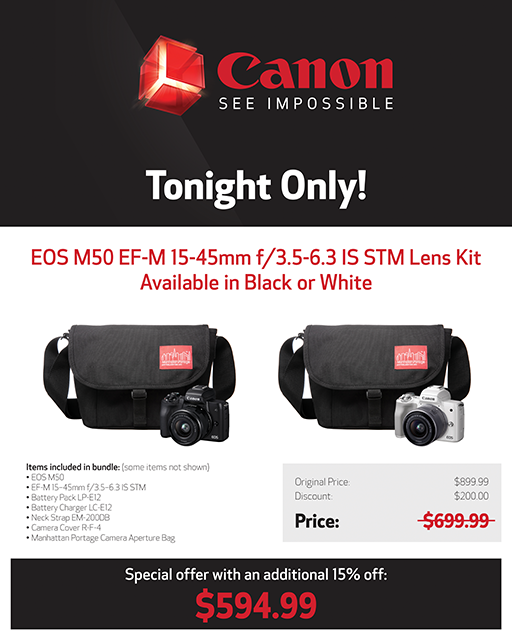 Canon
SEE IMPOSSIBLE
Tonight Only!
EOS M50 EF-M 15-45mm f/3.5-6.3 IS STM Lens Kit
Available in Black or White
Canon
EOS
Canon
EOS
Items included in bundle: (some items not shown)
• EOS M50
• EF-M 15-45mm f/3.5-6.3 IS STM
• Battery Pack LP-E12
• Battery Charger LC-E12
• Neck Strap EM-200DB
• Camera Cover R-F-4
• Manhattan Portage Camera Aperture Bag
Original Price: $899.99
Discount: $200.00
Price: $699.99
Special offer with an additional 15% off:
$594.99